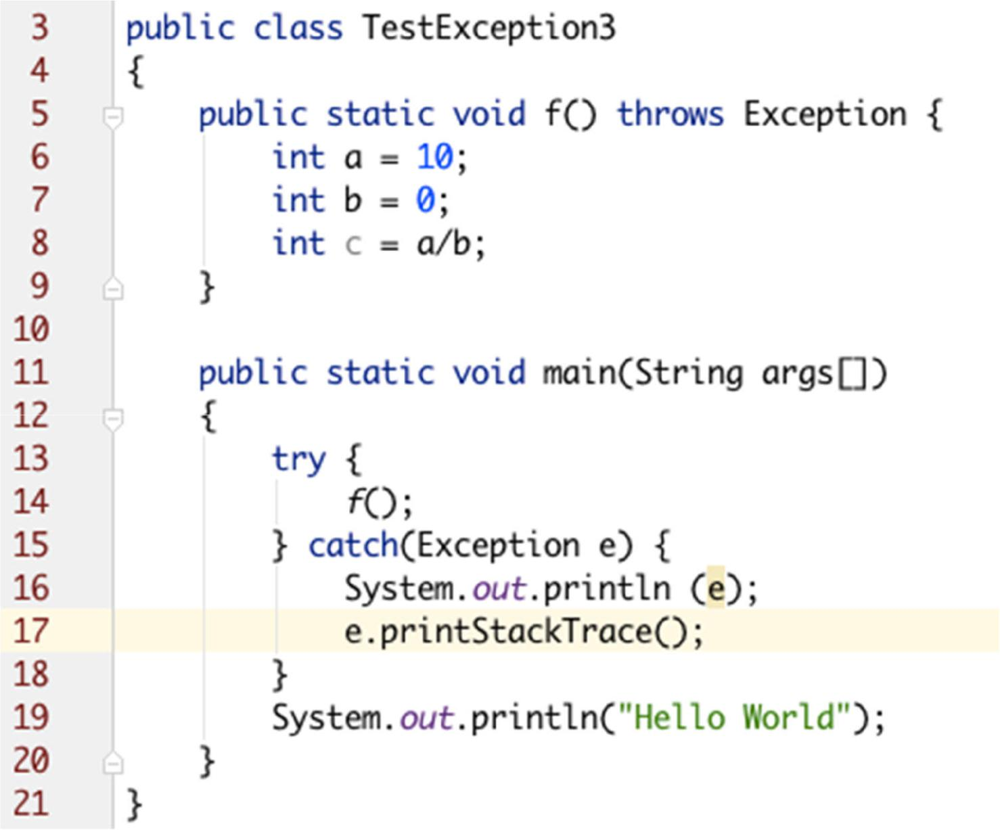 3 public class TestException3
4 {
5 public static void f() throws Exception {
6 int a = 10;
7 int b = 0;
8 int c = a/b;
9 }
10
11 public static void main(String args[])
12 {
13 try {
14 f();
15 } catch(Exception e) {
16 System.out.println (e);
17 e.printStackTrace();
18 }
19 System.out.println("Hello World");
20 }
21 }